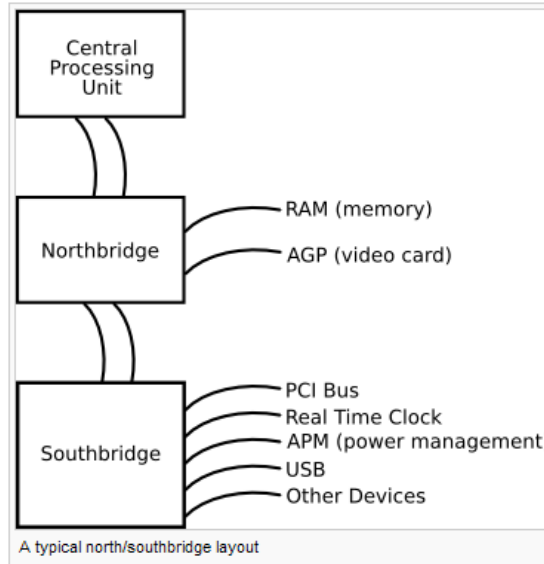 Central
Processing
Unit
Northbridge
RAM (memory)
AGP (video card)
Southbridge
PCI Bus
Real Time Clock
APM (power management
USB
Other Devices
A typical north/southbridge layout